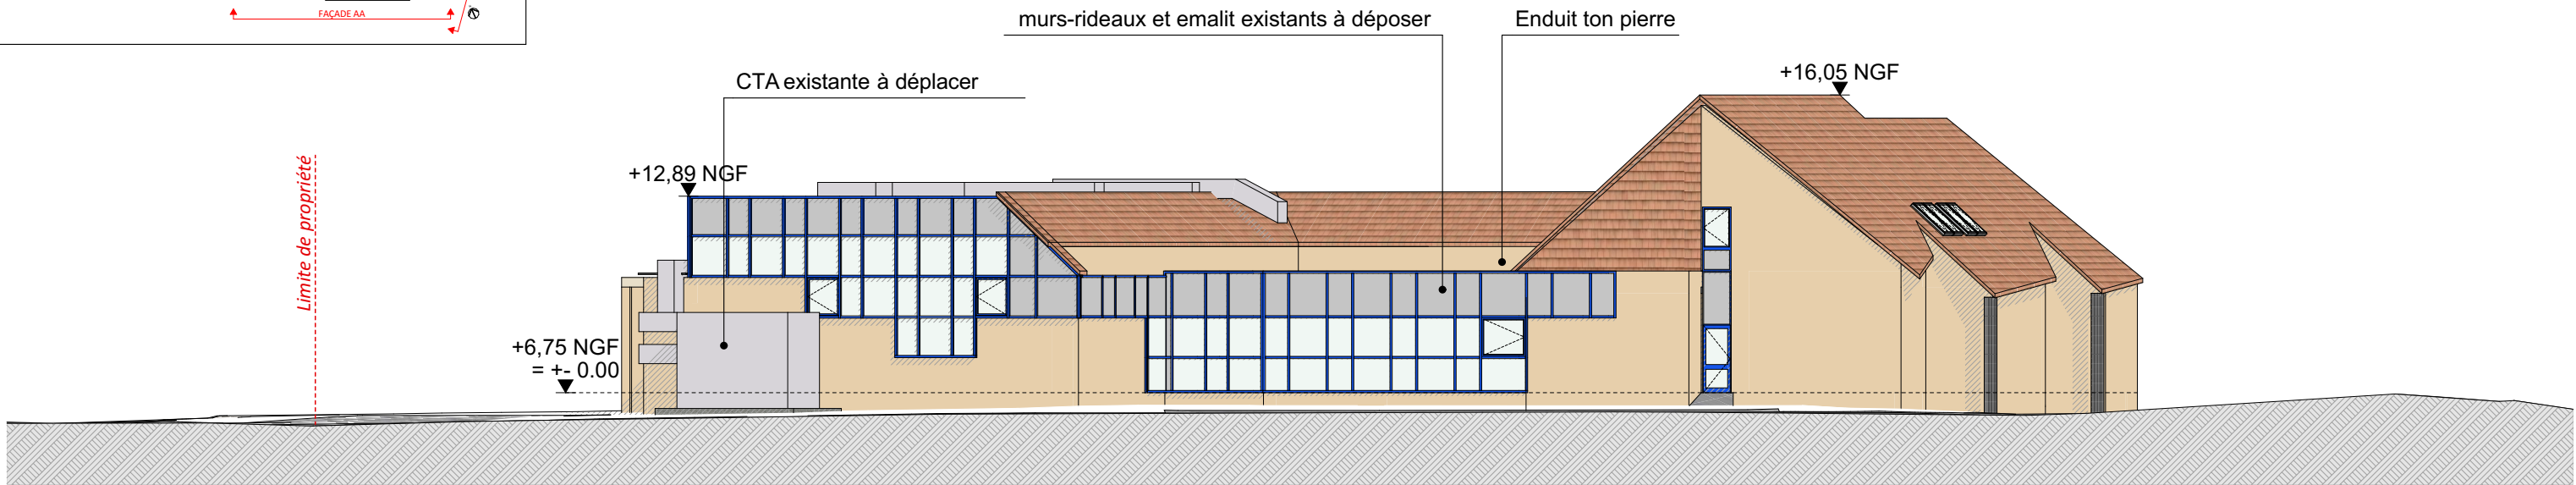 FAÇADE AA
murs-rideaux et emalit existants à déposer
Enduit ton pierre
CTA existante à déplacer
+16,05 NGF
+12,89 NGF
Limite de propriété
+6,75 NGF
= +- 0.00